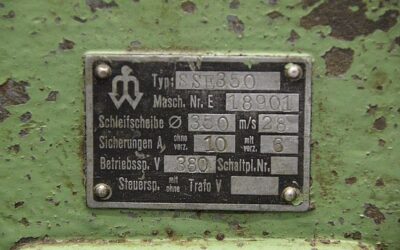 Typ: SSE350
Masch. Nr. E 18901
Schleifscheibe Ø 350 m/s 28
Sicherungen A ohne verz. 10 mit verz. 6
Betriebssp. V 380 Schaltpl. Nr.
Steuersp. mit ohne Trafo V